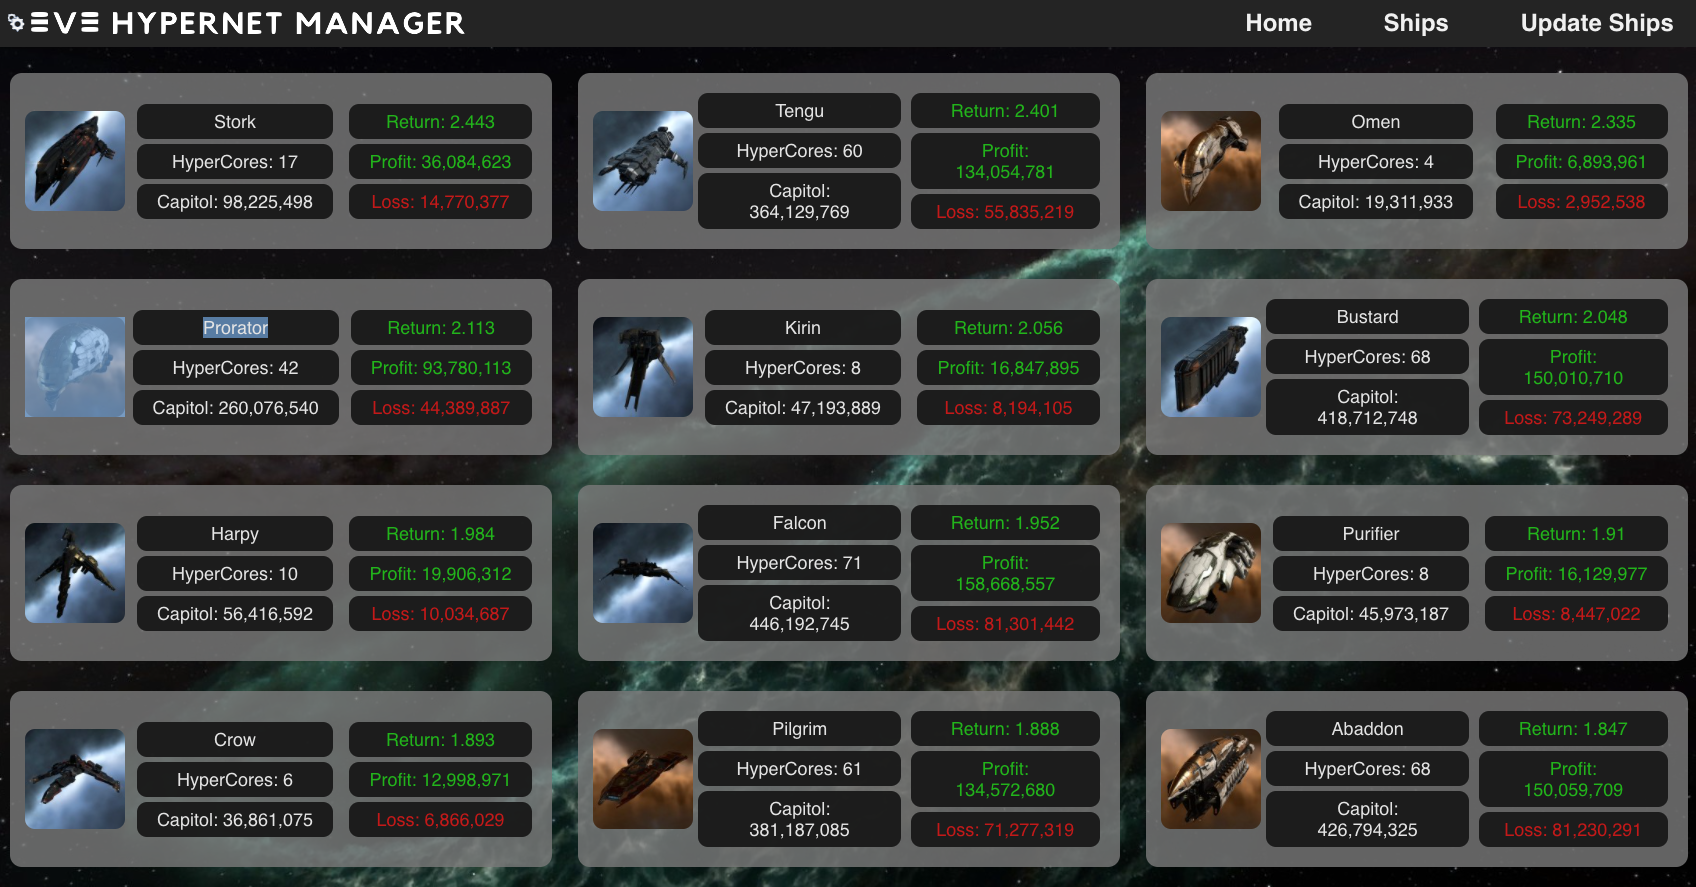 EVE HYPERNET MANAGER
Home
Ships
Update Ships
Stork
HyperCores: 17
Capitol: 98,225,498
Return: 2.443
Profit: 36,084,623
Loss: 14,770,377
Tengu
HyperCores: 60
Capitol:
364,129,769
Return: 2.401
Profit:
134,054,781
Loss: 55,835,219
Omen
HyperCores: 4
Capitol: 19,311,933
Return: 2.335
Profit: 6,893,961
Loss: 2,952,538
Prorator
HyperCores: 42
Capitol: 260,076,540
Return: 2.113
Profit: 93,780,113
Loss: 44,389,887
Kirin
HyperCores: 8
Capitol: 47,193,889
Return: 2.056
Profit: 16,847,895
Loss: 8,194,105
Bustard
HyperCores: 68
Capitol:
418,712,748
Return: 2.048
Profit:
150,010,710
Loss: 73,249,289
Harpy
HyperCores: 10
Capitol: 56,416,592
Return: 1.984
Profit: 19,906,312
Loss: 10,034,687
Falcon
HyperCores: 71
Capitol:
446,192,745
Return: 1.952
Profit:
158,668,557
Loss: 81,301,442
Purifier
HyperCores: 8
Capitol: 45,973,187
Return: 1.91
Profit: 16,129,977
Loss: 8,447,022
Crow
HyperCores: 6
Capitol: 36,861,075
Return: 1.893
Profit: 12,998,971
Loss: 6,866,029
Pilgrim
HyperCores: 61
Capitol:
381,187,085
Return: 1.888
Profit:
134,572,680
Loss: 71,277,319
Abaddon
HyperCores: 68
Capitol:
426,794,325
Return: 1.847
Profit:
150,059,709
Loss: 81,230,291